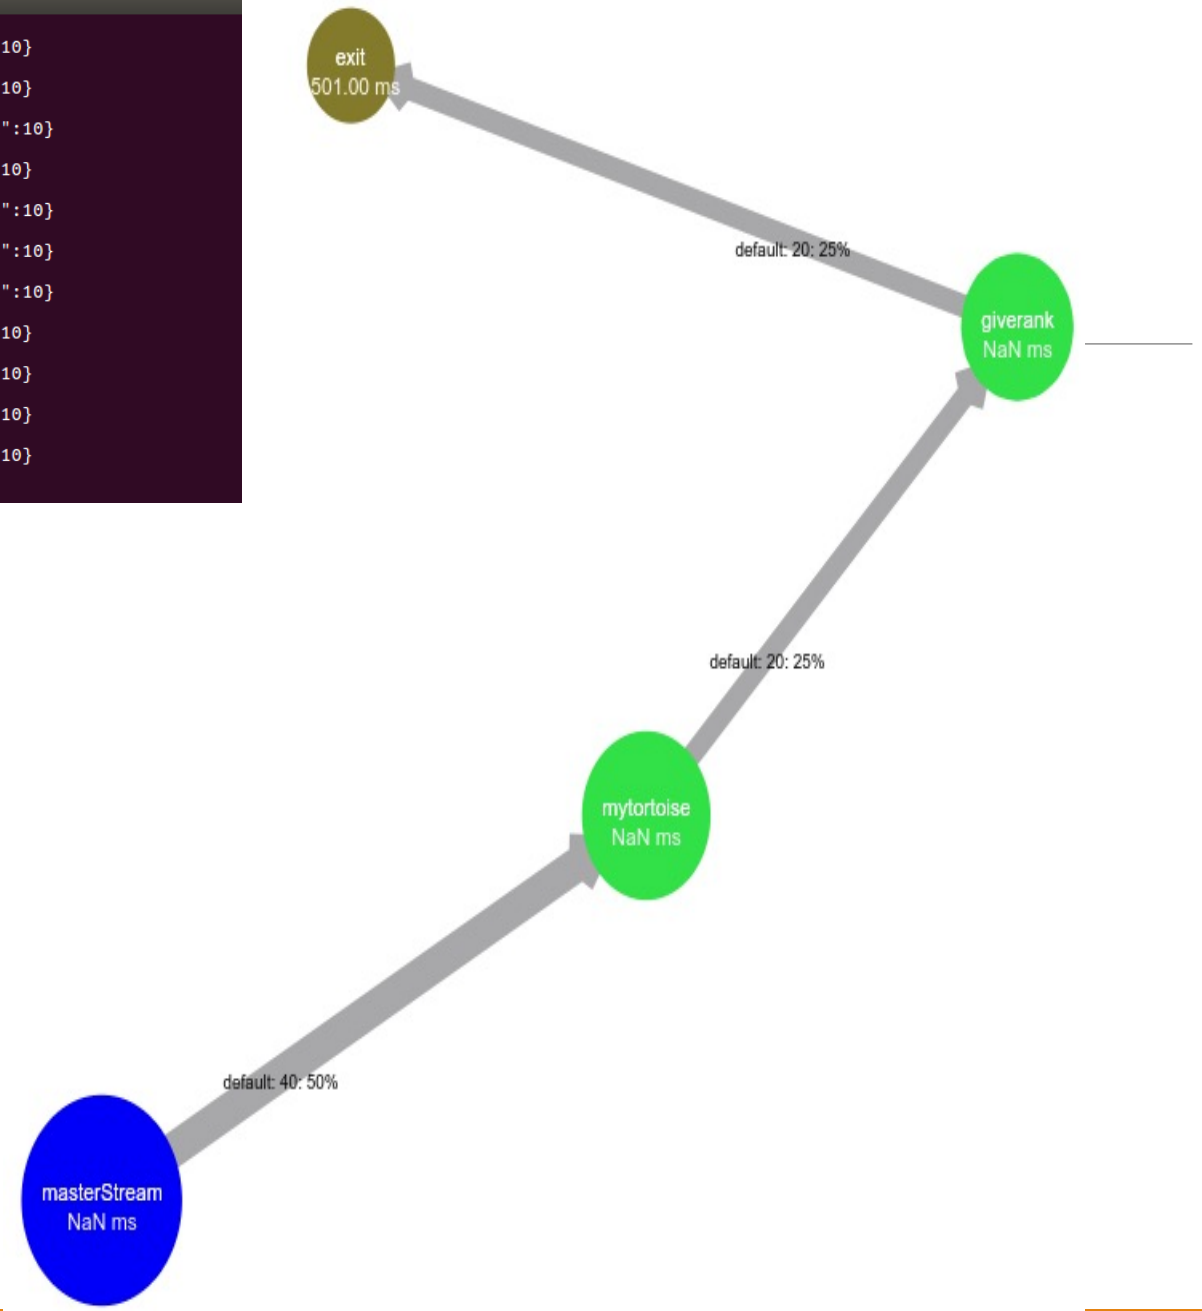 10}
10}
":10}
10}
":10}
":10}
":10}
10}
10}
10}
10}
exit
501.00 ms
default: 20: 25%
giverank
NaN ms
default: 20: 25%
mytortoise
NaN ms
default: 40: 50%
masterStream
NaN ms